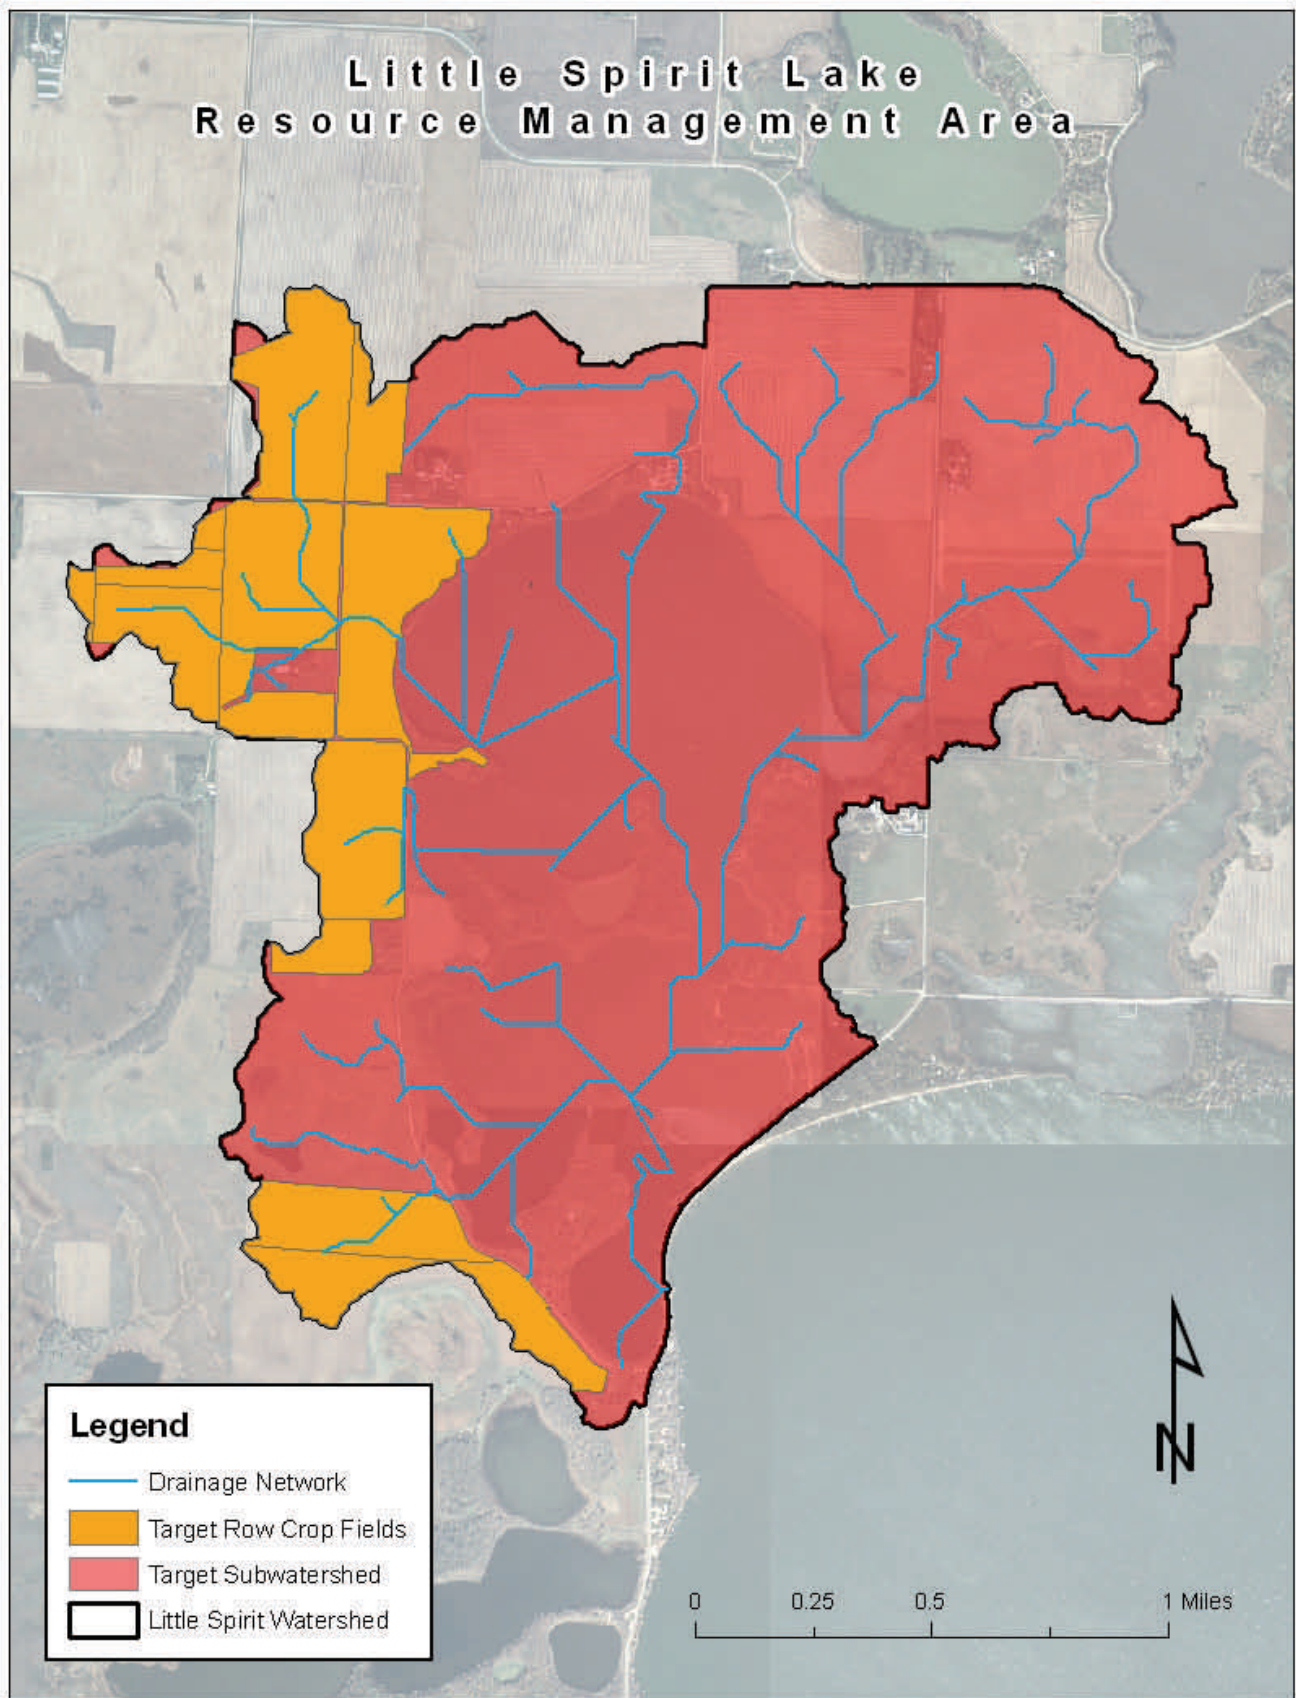 Little Spirit Lake
Resource Management Area
Legend
Drainage Network
Target Row Crop Fields
Target Subwatershed
Little Spirit Watershed
N
0 0.25 0.5 1 Miles